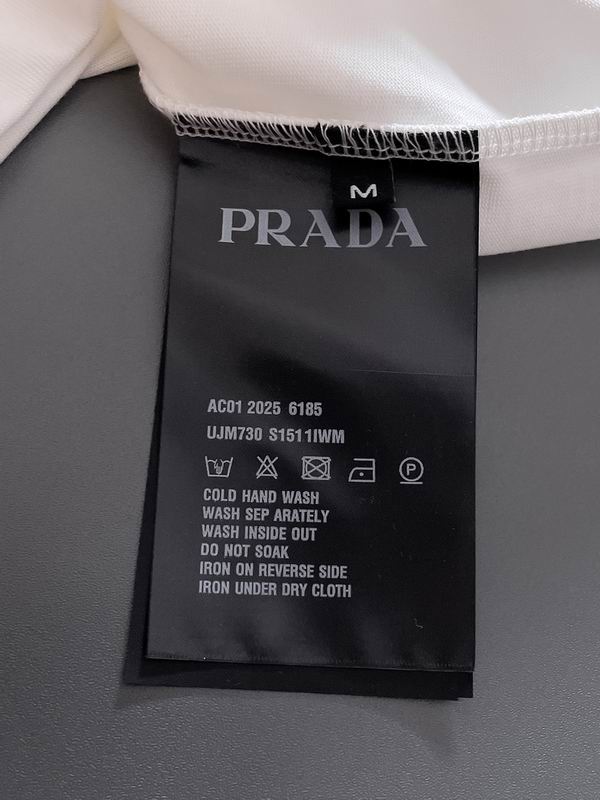 M
PRADA
AC01 2025 6185
UJM730 S1511IWM
P
COLD HAND WASH
WASH SEP ARATELY
WASH INSIDE OUT
DO NOT SOAK
IRON ON REVERSE SIDE
IRON UNDER DRY CLOTH